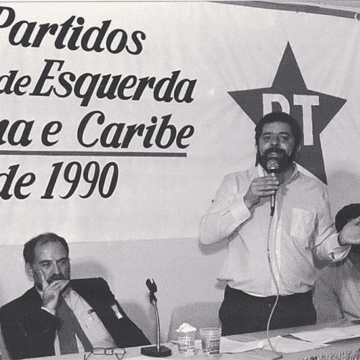 Partidos
de Esquerda
na e Caribe
de 1990
PT